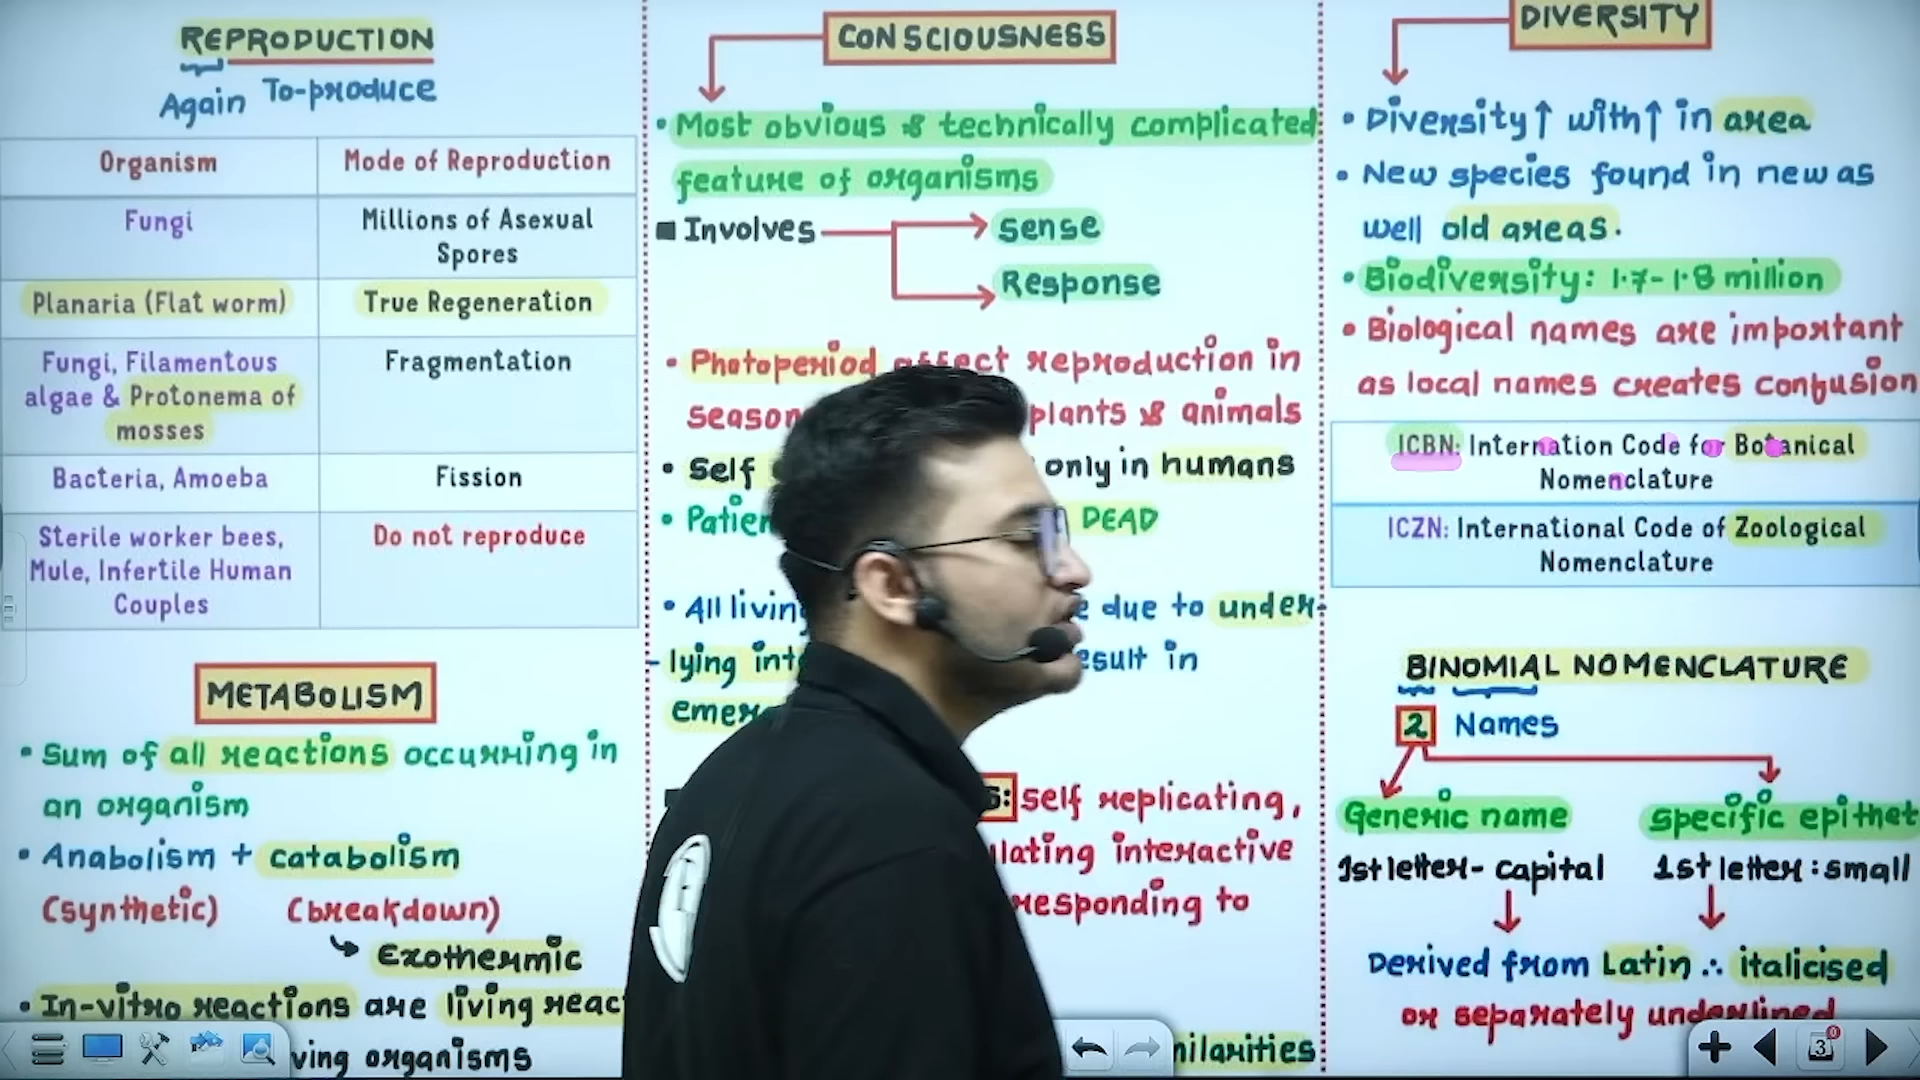 REPRODUCTION
Again To-produce
Organism
Mode of Reproduction
Fungi
Millions of Asexual
Spores
Planaria (Flat worm)
True Regeneration
Fungi, Filamentous
algae & Protonema of
mosses
Fragmentation
Bacteria, Amoeba
Fission
Sterile worker bees,
Mule, Infertile Human
Couples
Do not reproduce
METABOLISM
• Sum of all reactions occurring in
an organism
• Anabolism + catabolism
(synthetic) (breakdown)
Exothermic
• In-vitro reactions are living reac
ving organisms
CONSCIOUSNESS
• Most obvious & technically complicated
feature of organisms
■ Involves
sense
Response
• Photoperiod affect reproduction in
season plants & animals
• Self only in humans
• Patien DEAD
• All living due to under-
lying inte esult in
emer
S: self replicating,
lating interactive
responding to
milarities
DIVERSITY
• Diversity↑ with↑ in area
• New species found in new as
well old areas.
• Biodiversity: 1.7-1.8 million
• Biological names are important
as local names creates confusion
ICBN: Internation Code for Botanical
Nomenclature
ICZN: International Code of Zoological
Nomenclature
BINOMIAL NOMENCLATURE
2 Names
Generic name
1st letter - capital
specific epithet
1st letter : small
Derived from Latin ∴ italicised
or separately underlined
3
0